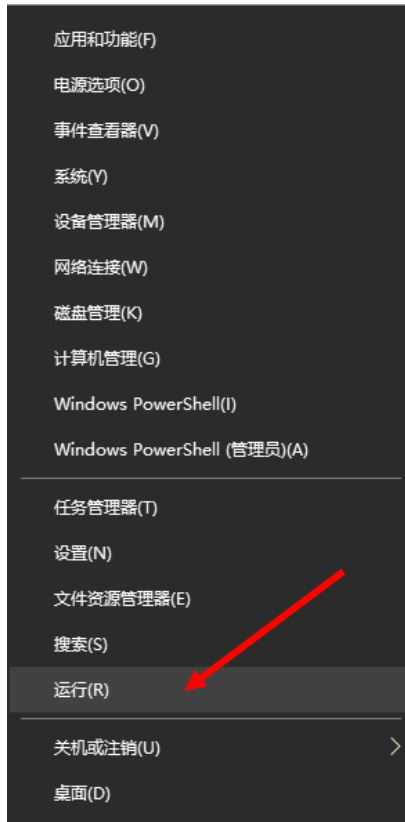 应用和功能(F)
电源选项(O)
事件查看器(V)
系统(Y)
设备管理器(M)
网络连接(W)
磁盘管理(K)
计算机管理(G)
Windows PowerShell(I)
Windows PowerShell (管理员)(A)
任务管理器(T)
设置(N)
文件资源管理器(E)
搜索(S)
运行(R)
关机或注销(U)
桌面(D)